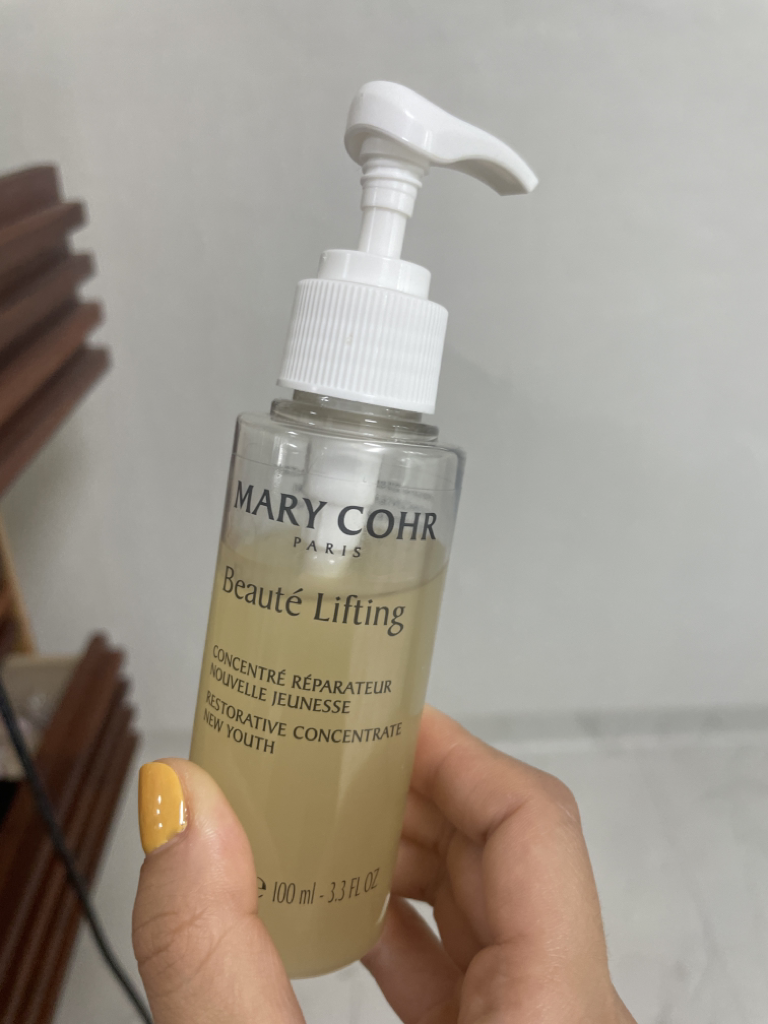 MARY COHR
PARIS
Beauté Lifting
CONCENTRÉ RÉPARATEUR
NOUVELLE JEUNESSE
RESTORATIVE CONCENTRATE
NEW YOUTH
e 100 ml - 3.3 FL OZ